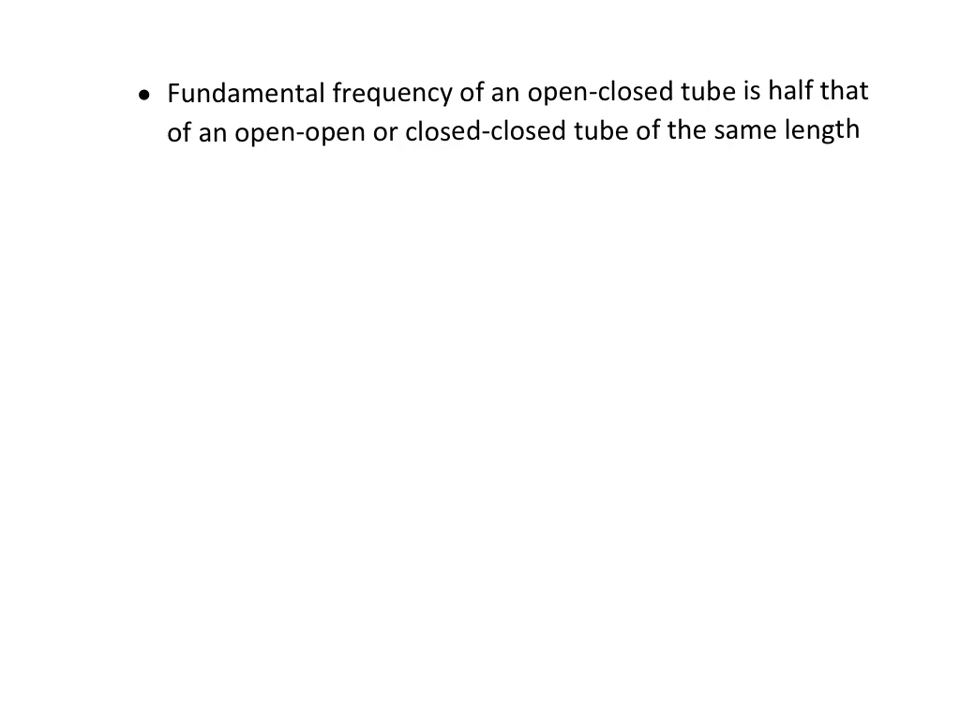 • Fundamental frequency of an open-closed tube is half that
of an open-open or closed-closed tube of the same length